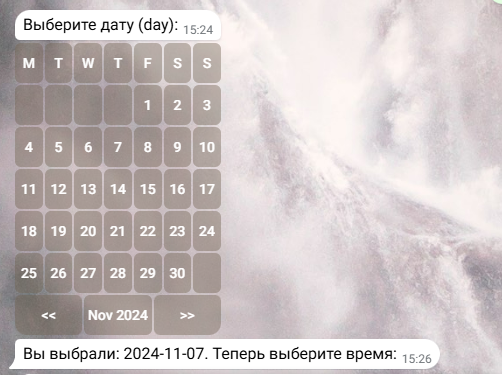 Выберите дату (day): 15:24
M T W T F S S
1 2 3
4 5 6 7 8 9 10
11 12 13 14 15 16 17
18 19 20 21 22 23 24
25 26 27 28 29 30
<< Nov 2024 >>
Вы выбрали: 2024-11-07. Теперь выберите время: 15:26